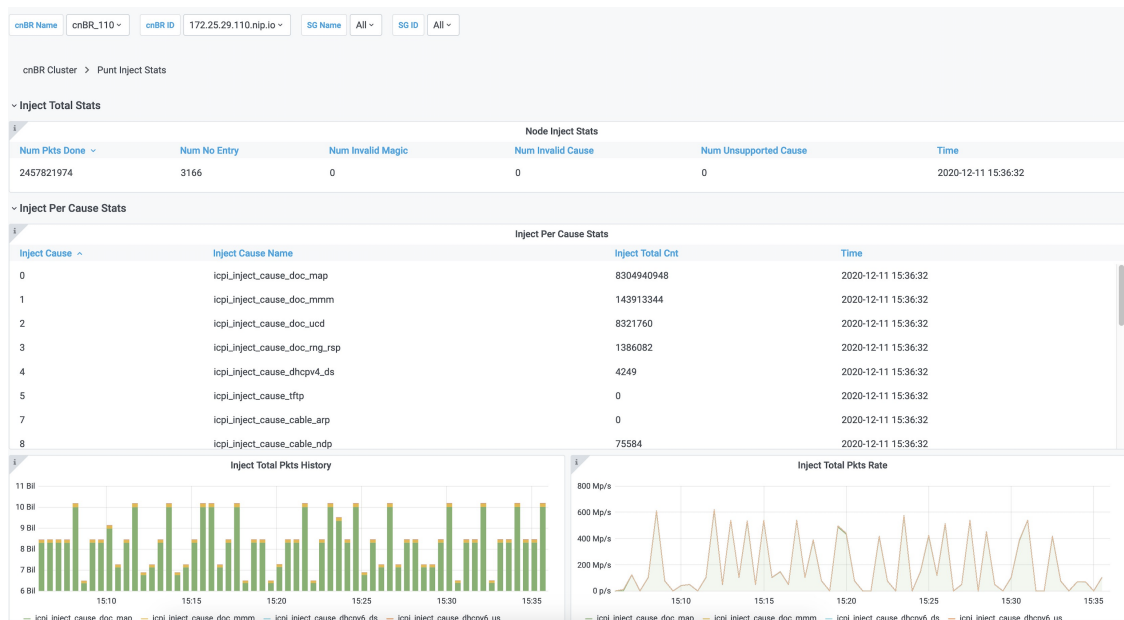 cnBR Name cnBR_110 cnBR ID 172.25.29.110.nip.io SG Name All SG ID All
cnBR Cluster > Punt Inject Stats
Inject Total Stats
Node Inject Stats
Num Pkts Done Num No Entry Num Invalid Magic Num Invalid Cause Num Unsupported Cause Time
2457821974 3166 0 0 0 2020-12-11 15:36:32
Inject Per Cause Stats
Inject Per Cause Stats
Inject Cause Inject Cause Name Inject Total Cnt Time
0 icpi_inject_cause_doc_map 8304940948 2020-12-11 15:36:32
1 icpi_inject_cause_doc_mmm 143913344 2020-12-11 15:36:32
2 icpi_inject_cause_doc_ucd 8321760 2020-12-11 15:36:32
3 icpi_inject_cause_doc_rng_rsp 1386082 2020-12-11 15:36:32
4 icpi_inject_cause_dhcpv4_ds 4249 2020-12-11 15:36:32
5 icpi_inject_cause_tftp 0 2020-12-11 15:36:32
7 icpi_inject_cause_cable_arp 0 2020-12-11 15:36:32
8 icpi_inject_cause_cable_ndp 75584 2020-12-11 15:36:32
Inject Total Pkts History
11 Bil
10 Bil
9 Bil
8 Bil
7 Bil
6 Bil
15:10 15:15 15:20 15:25 15:30 15:35
icpi_inject_cause_doc_map icpi_inject_cause_doc_mmm icpi_inject_cause_dhcpv6_ds icpi_inject_cause_dhcpv6_us
Inject Total Pkts Rate
800 Mp/s
600 Mp/s
400 Mp/s
200 Mp/s
0 p/s
15:10 15:15 15:20 15:25 15:30 15:35
icpi_inject_cause_doc_map icpi_inject_cause_doc_mmm icpi_inject_cause_dhcpv6_ds icpi_inject_cause_dhcpv6_us